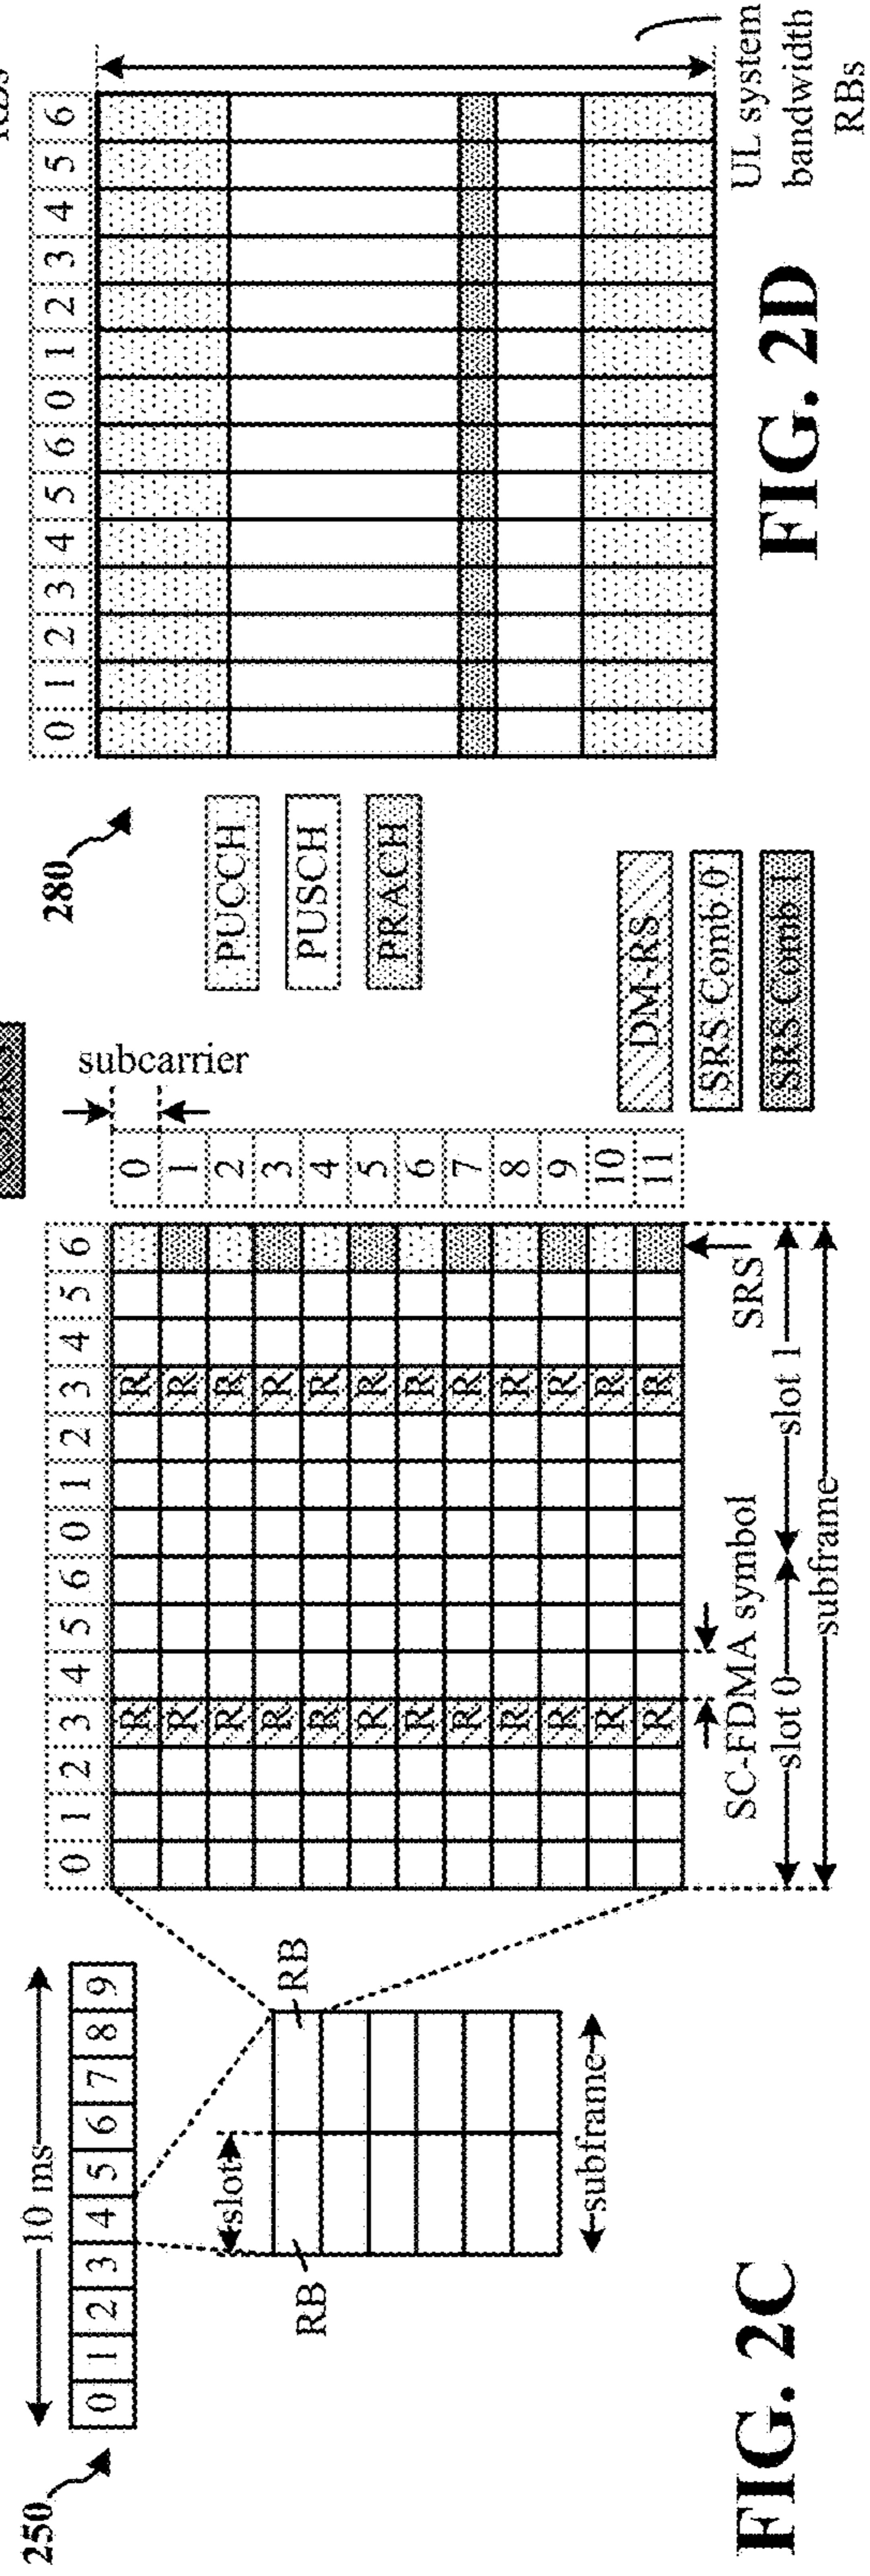 250
10 ms
0 1 2 3 4 5 6 7 8 9
slot
RB
RB
subframe
FIG. 2C
0 1 2 3 4 5 6 0 1 2 3 4 5 6
R R
R R
R R
R R
R R
R R
R R
R R
R R
R R
R R
R R
subcarrier
0
1
2
3
4
5
6
7
8
9
10
11
SRS
SC-FDMA symbol
slot 0
slot 1
subframe
DM-RS
SRS Comb 0
SRS Comb 1
280
PUCCH
PUSCH
PRACH
0 1 2 3 4 5 6 0 1 2 3 4 5 6
UL system
bandwidth
RBs
FIG. 2D